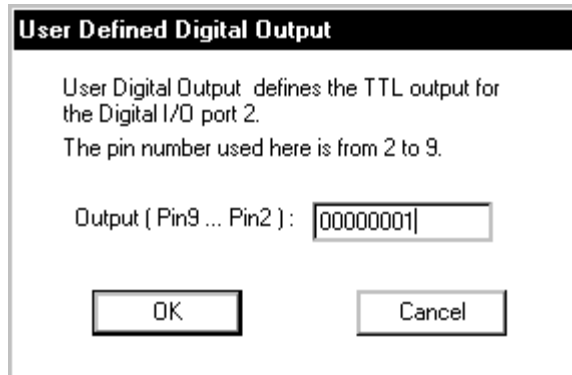 User Defined Digital Output
User Digital Output  defines the TTL output for
the Digital I/O port 2.
The pin number used here is from 2 to 9.
Output ( Pin9 ... Pin2 ) : 00000001
OK Cancel